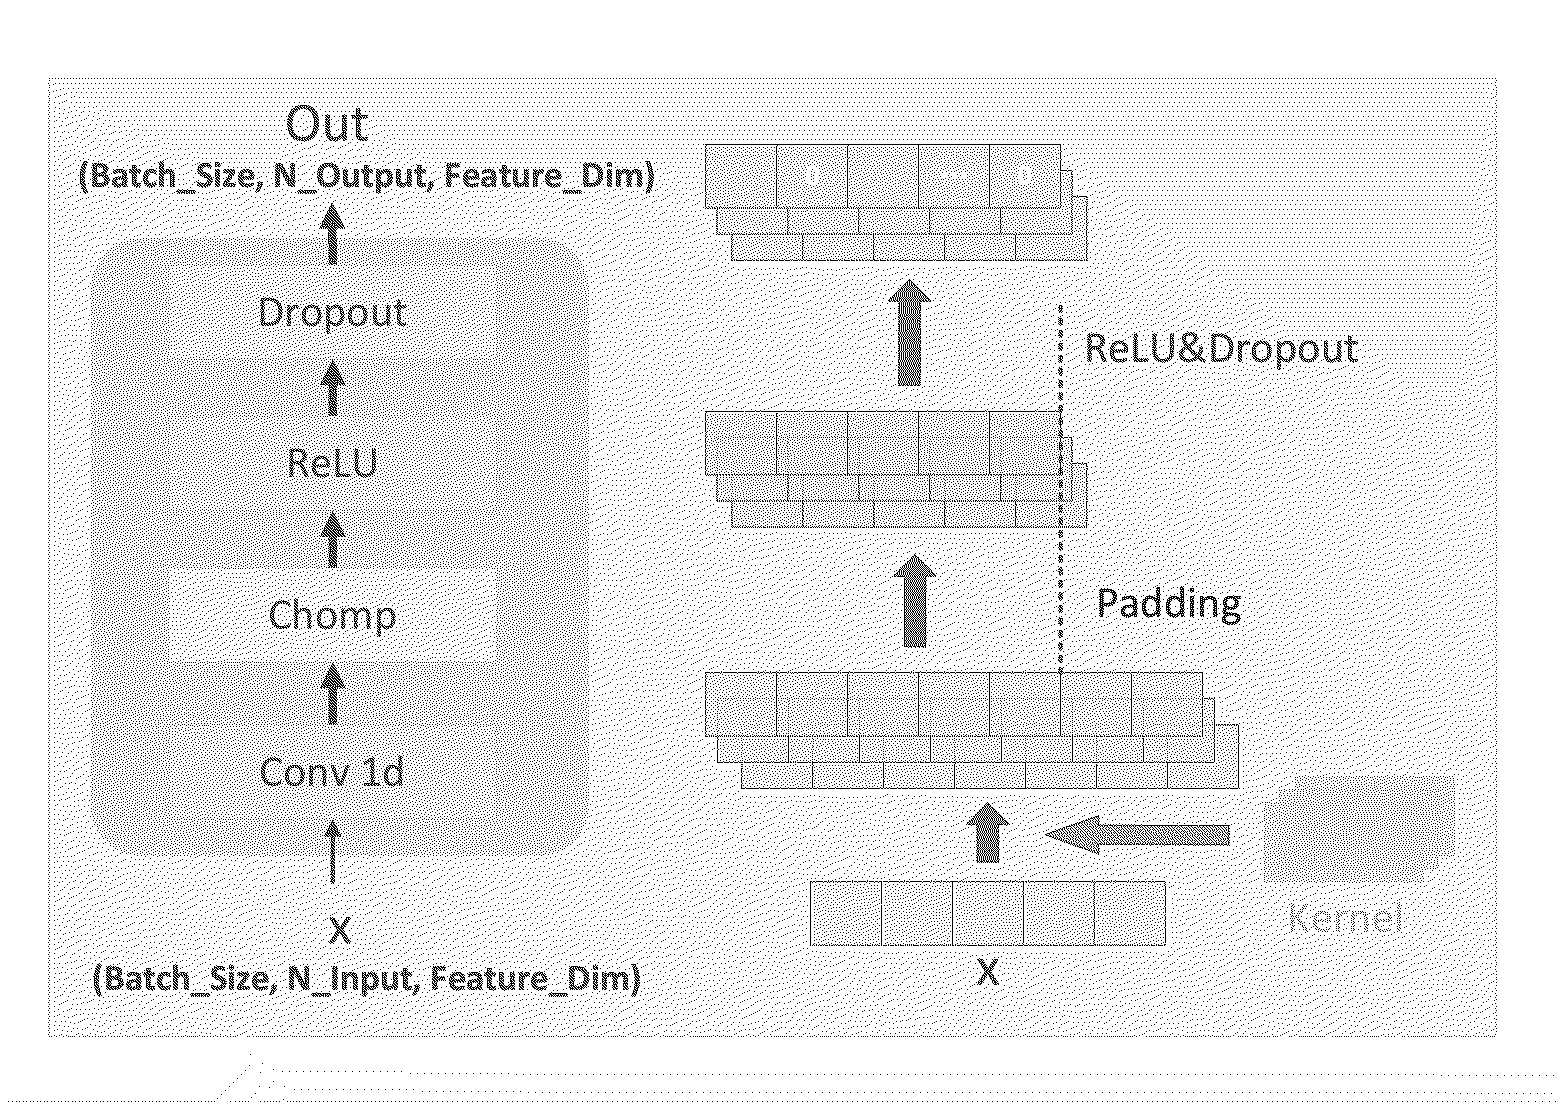 Out
(Batch_Size, N_Output, Feature_Dim)
Dropout
ReLU
Chomp
Conv 1d
X
(Batch_Size, N_Input, Feature_Dim)
ReLU&Dropout
Padding
Kernel
X